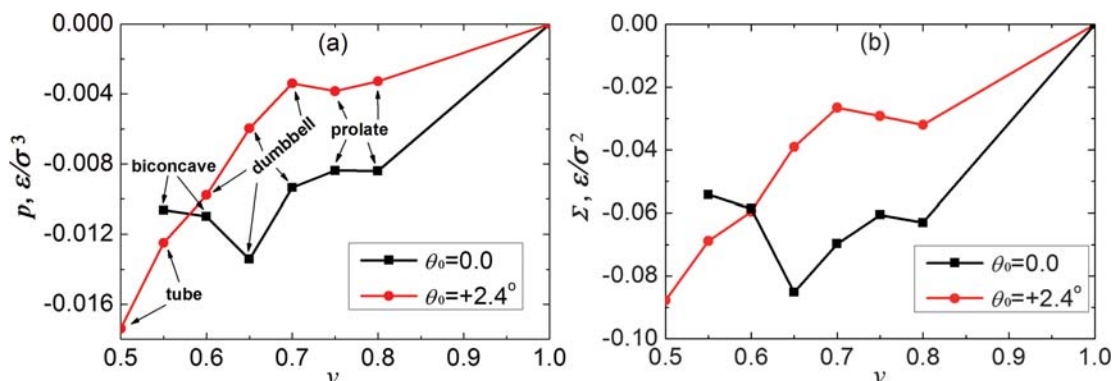 (a)
0.000
-0.004
-0.008
-0.012
-0.016
p, ε/σ³
biconcave
dumbbell
prolate
tube
θ₀=0.0
θ₀=+2.4°
0.5 0.6 0.7 0.8 0.9 1.0
ν
(b)
0.00
-0.02
-0.04
-0.06
-0.08
-0.10
Σ, ε/σ²
θ₀=0.0
θ₀=+2.4°
0.5 0.6 0.7 0.8 0.9 1.0
ν